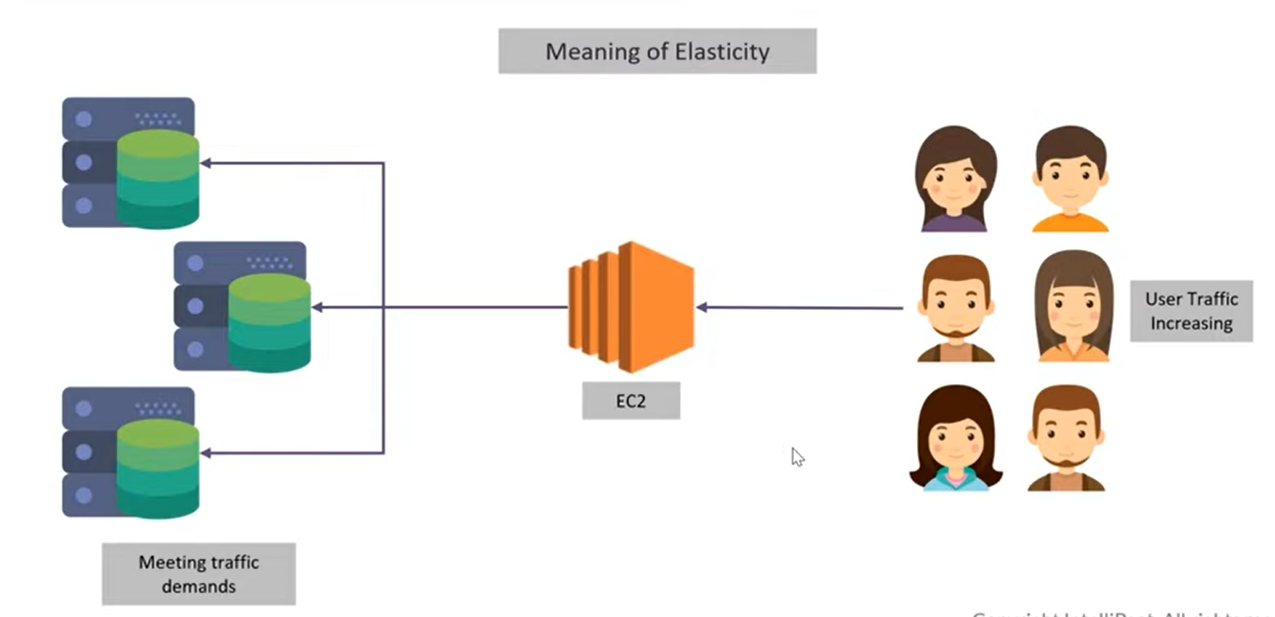 Meaning of Elasticity
User Traffic
Increasing
EC2
Meeting traffic
demands